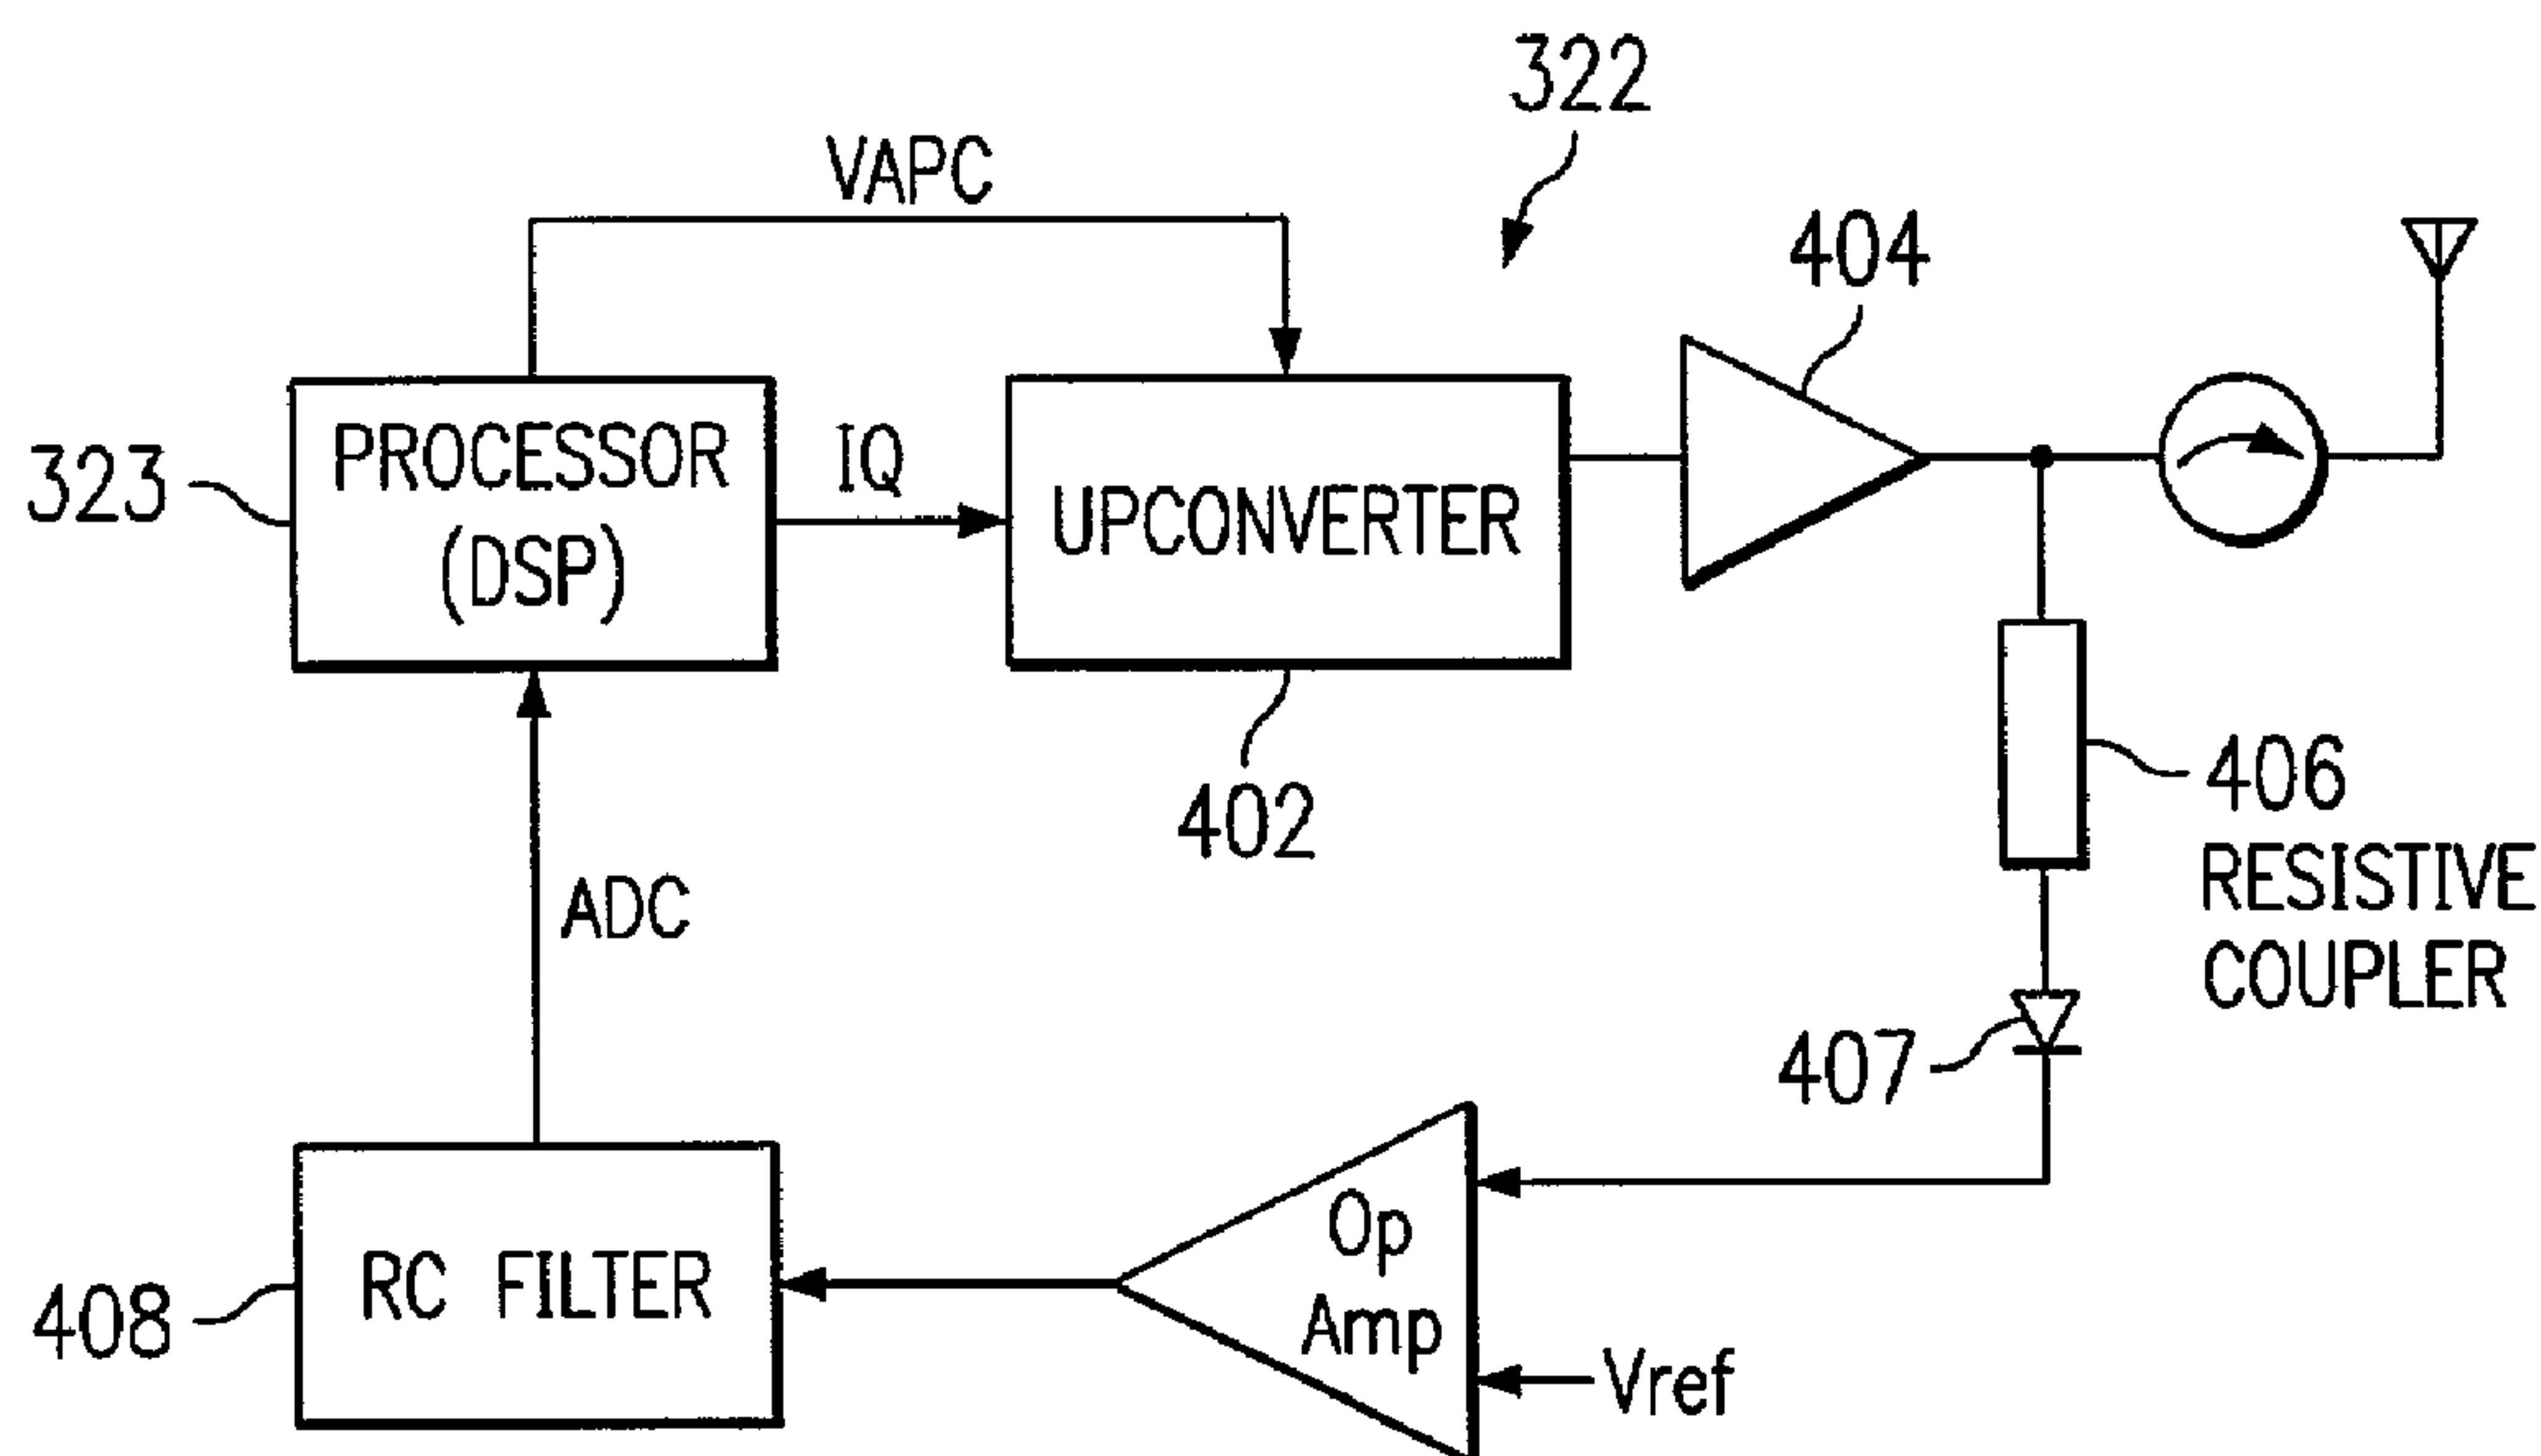 322
VAPC
404
323
PROCESSOR
(DSP)
IQ
UPCONVERTER
402
406
RESISTIVE
COUPLER
ADC
407
408
RC FILTER
Op
Amp
Vref